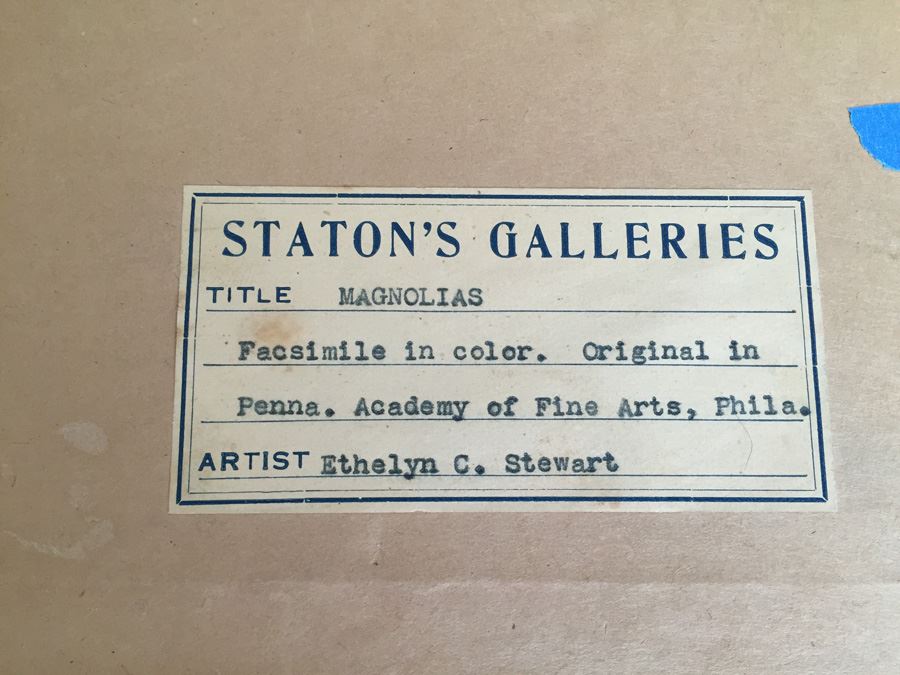 STATON'S GALLERIES
TITLE MAGNOLIAS
Facsimile in color. Original in
Penna. Academy of Fine Arts, Phila.
ARTIST Ethelyn C. Stewart